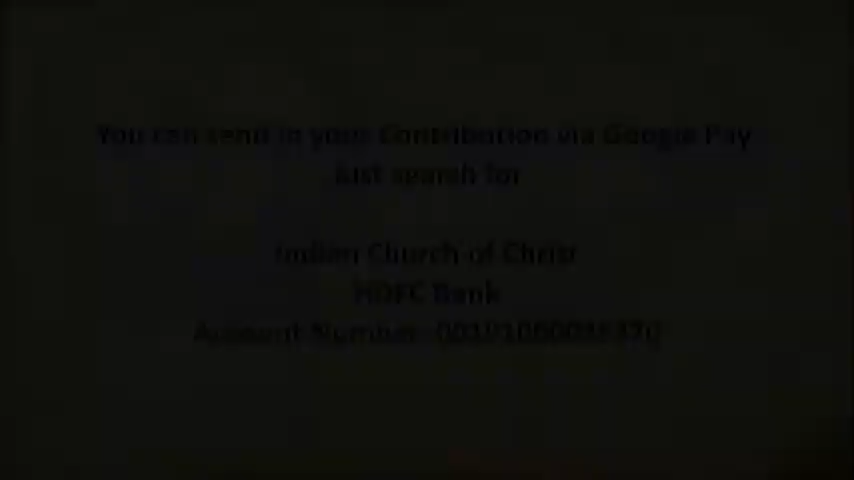 You can send in your Contribution via Google Pay
Just search for
Indian Church of Christ
HDFC Bank
Account Number: